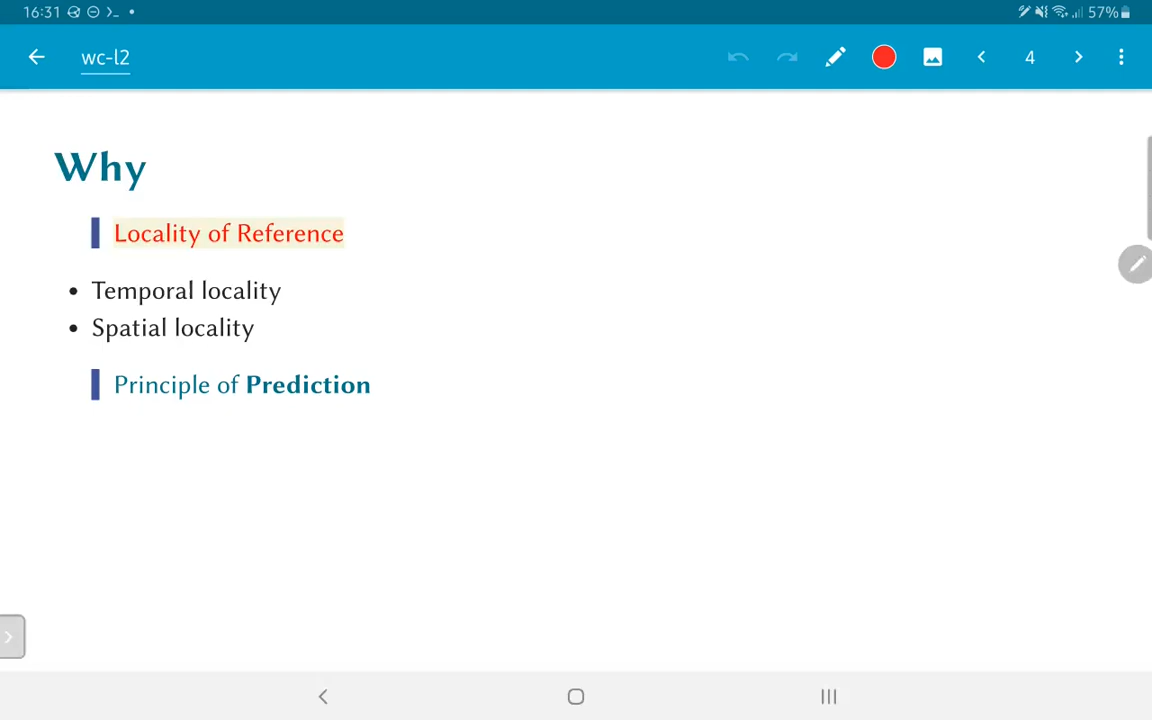 16:31
57%
wc-l2
4
Why
Locality of Reference
• Temporal locality
• Spatial locality
Principle of Prediction